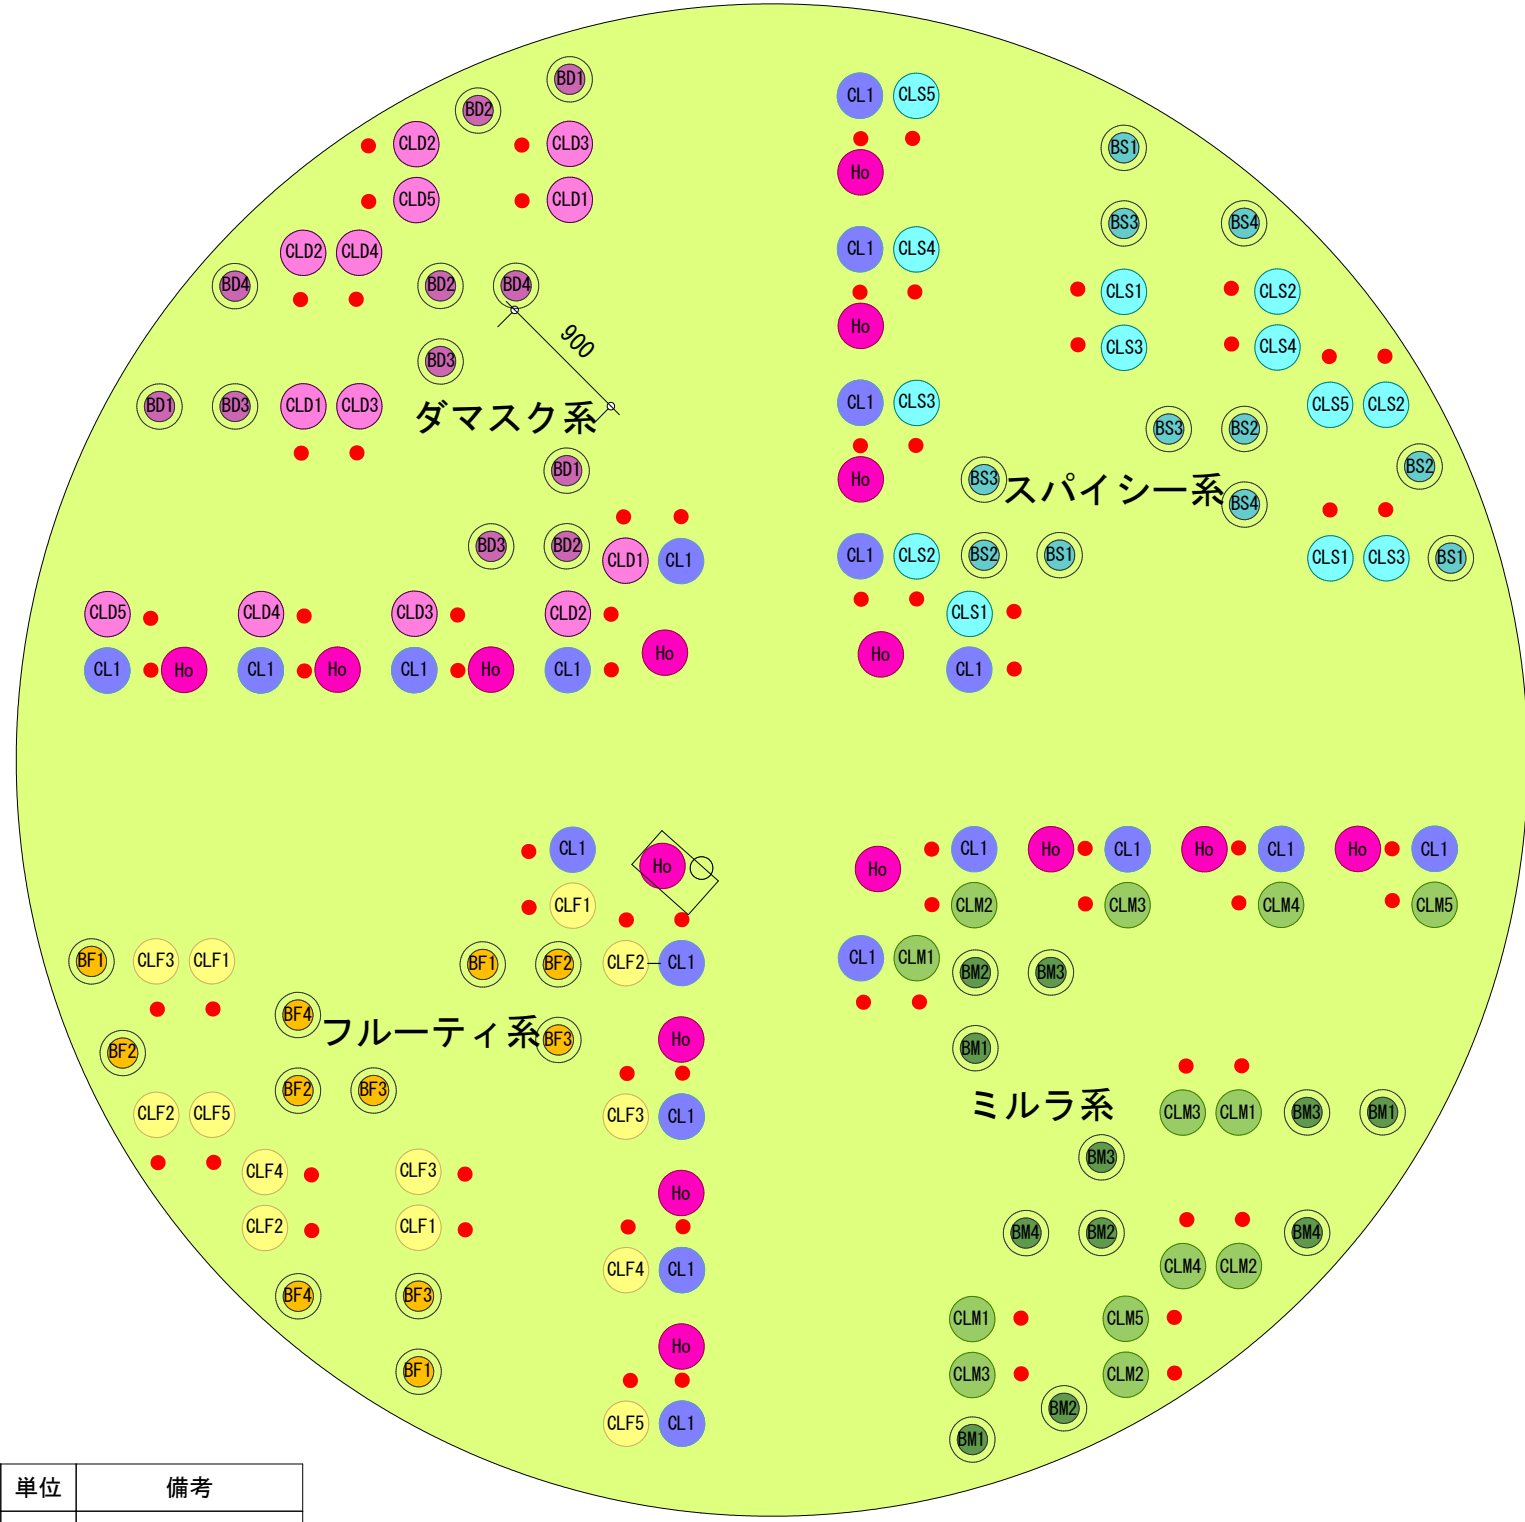 BD1
BD2
CL1 CLS5
CLD2 CLD3
BS1
Ho
CLD5 CLD1
BS3 BS4
CLD2 CLD4
CL1 CLS4
BD4 BD2 BD4
CLS1 CLS2
Ho
900
BD3
CLS3 CLS4
BD1 BD3 CLD1 CLD3
CL1 CLS3
CLS5 CLS2
ダマスク系
BS3 BS2
BD1
BS2
Ho
BS3 スパイシー系
BS4
BD3 BD2
CLD1 CL1
CL1 CLS2 BS2 BS1
CLS1 CLS3 BS1
CLD5 CLD4 CLD3 CLD2
CLS1
Ho
Ho
CL1 Ho CL1 Ho CL1 Ho CL1
CL1
CL1
CL1 Ho CL1 Ho CL1 Ho CL1
Ho
Ho
CLF1
CLM2 CLM3 CLM4 CLM5
BF1 CLF3 CLF1
BF1 BF2 CLF2 CL1
CL1 CLM1
BM2 BM3
BF4
フルーティ系
BF3
Ho
BF2
BM1
BF2 BF3
ミルラ系
CLF2 CLF5
CLF3 CL1
CLM3 CLM1 BM3 BM1
BM3
CLF4 CLF3
Ho
CLF2 CLF1
BM4 BM2 BM4
CLF4 CL1
CLM4 CLM2
BF4 BF3
CLM1 CLM5
Ho
BF1
CLM3 CLM2
BM2
CLF5 CL1
BM1
単位 備考